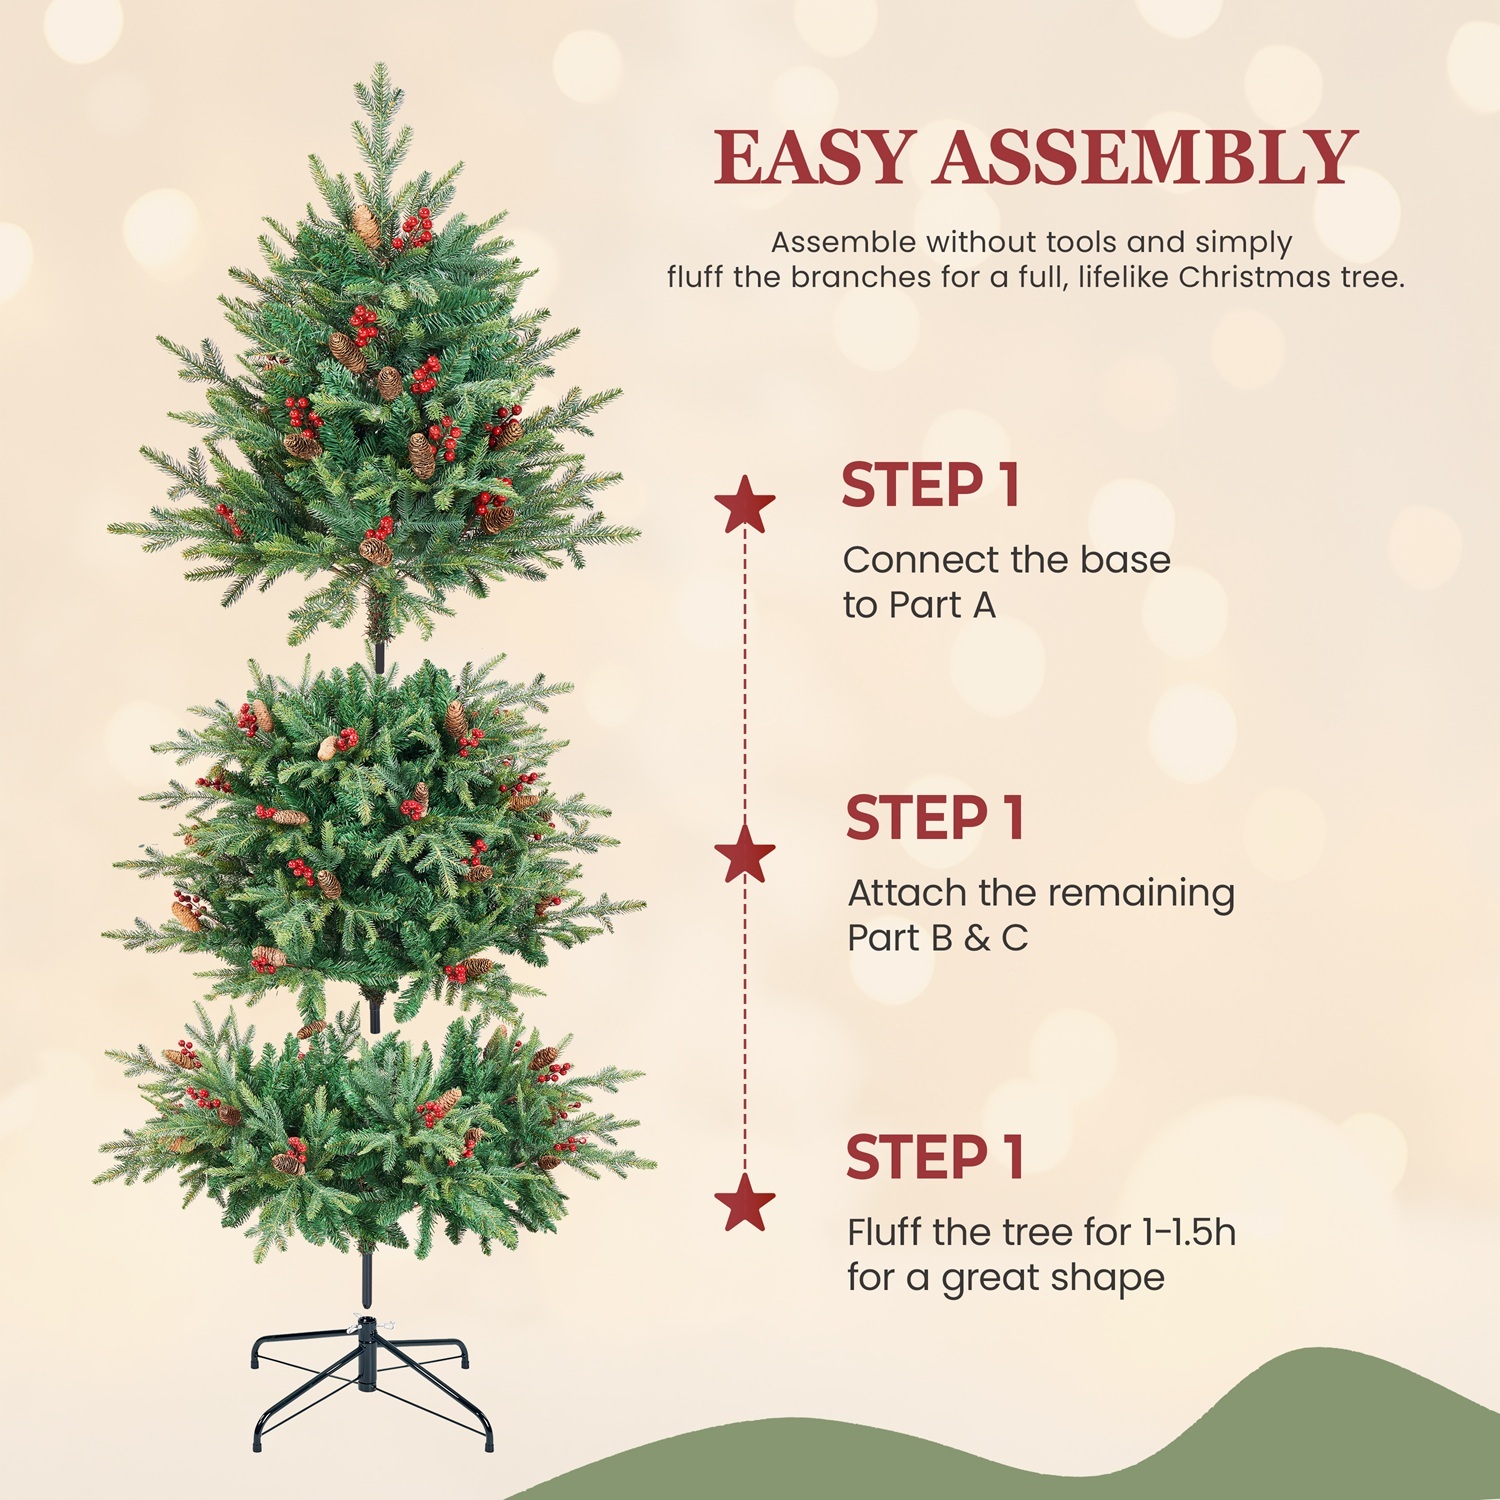 EASY ASSEMBLY
Assemble without tools and simply
fluff the branches for a full, lifelike Christmas tree.
STEP 1
Connect the base
to Part A
STEP 1
Attach the remaining
Part B & C
STEP 1
Fluff the tree for 1-1.5h
for a great shape